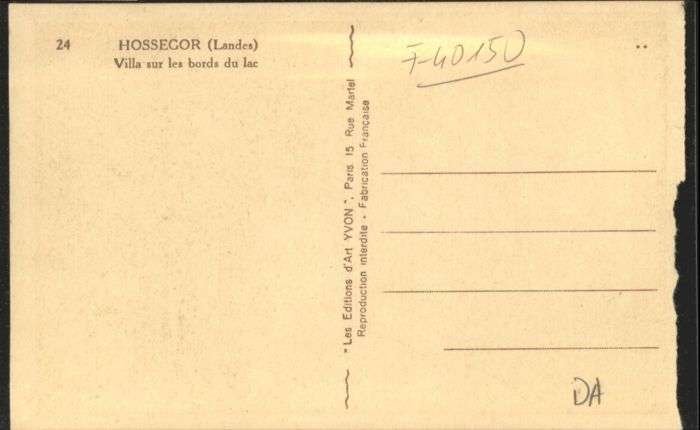 24 HOSSEGOR (Landes)
Villa sur les bords du lac
F-40150
"Les Editions d'Art YVON", Paris 15 Rue Martel
Reproduction interdite - Fabrication Française
DA